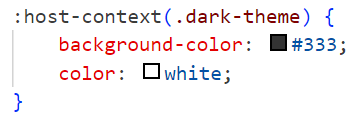 :host-context(.dark-theme) {
    background-color: #333;
    color: white;
}